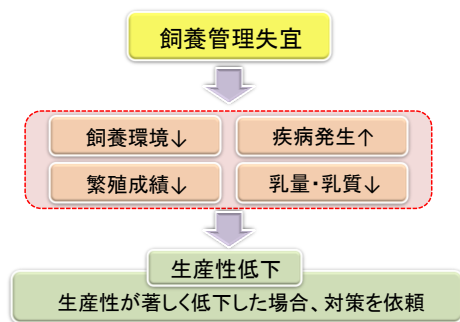 飼養管理失宜
飼養環境↓
疾病発生↑
繁殖成績↓
乳量・乳質↓
生産性低下
生産性が著しく低下した場合、対策を依頼